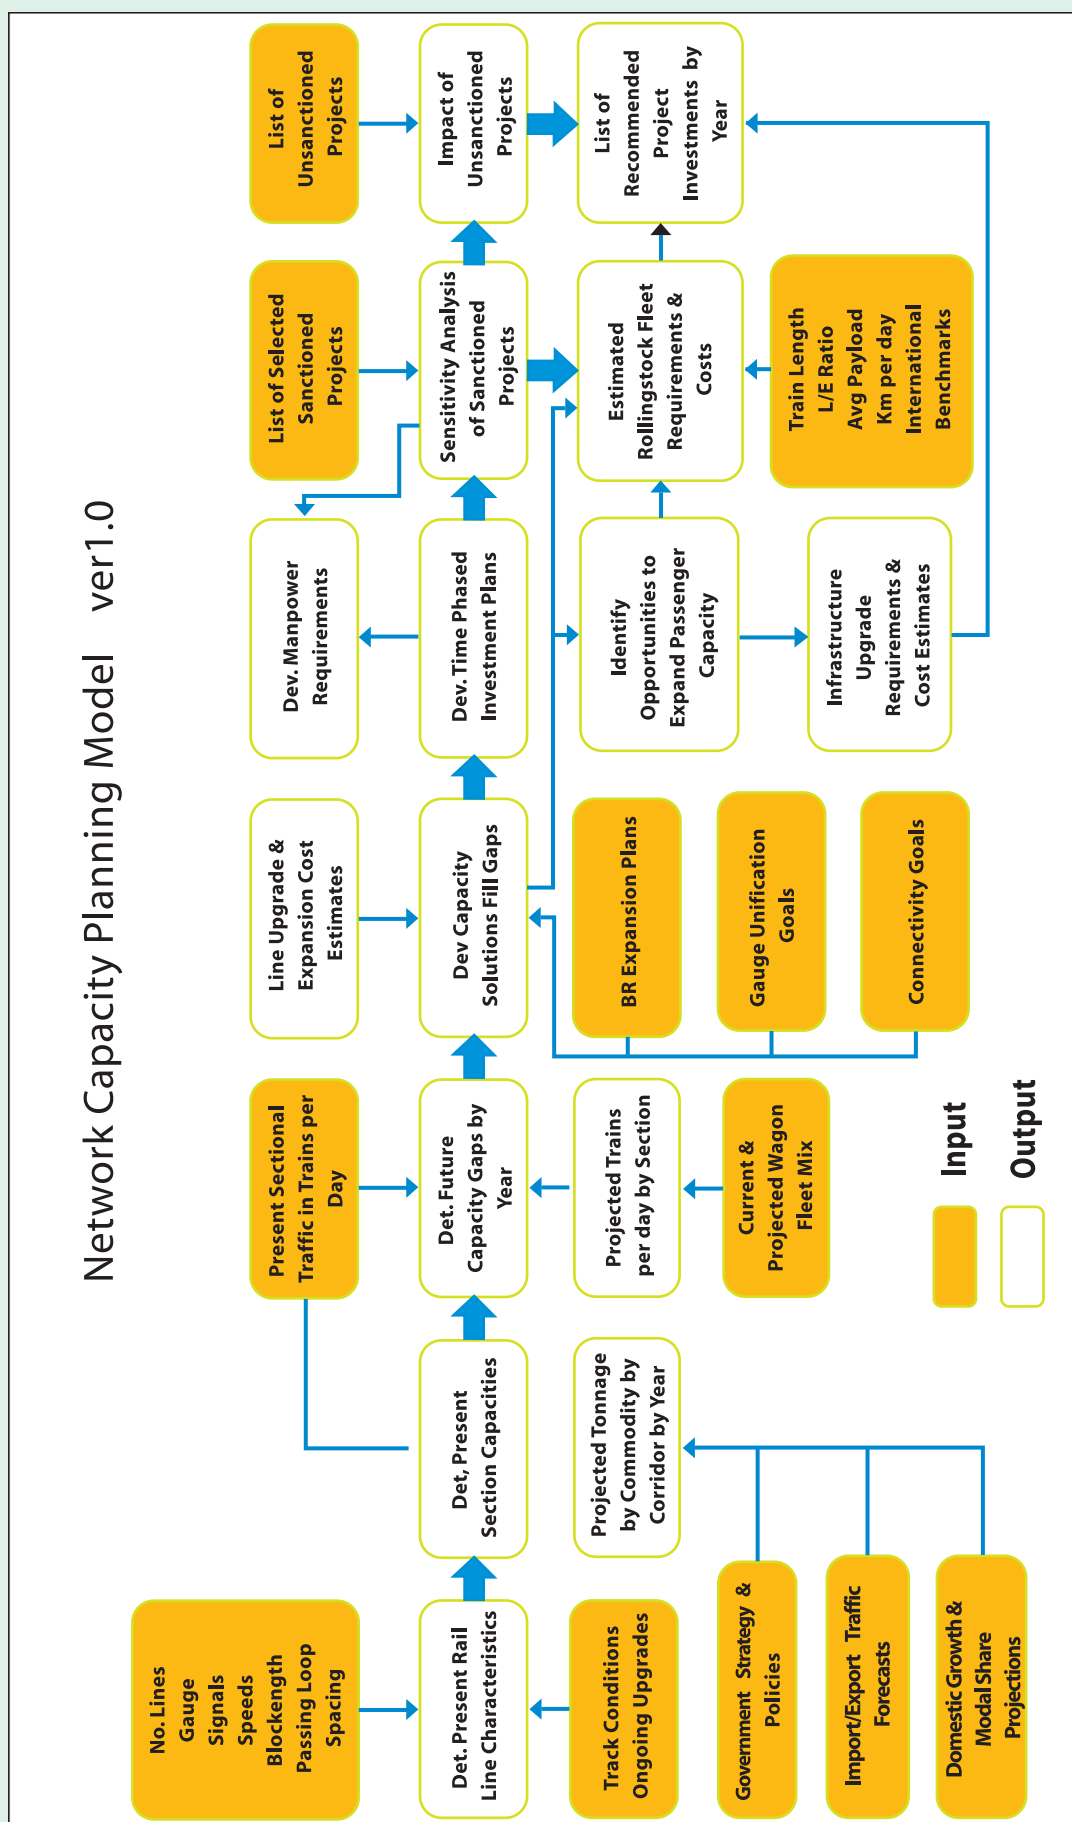 Network Capacity Planning Model ver1.0
No. Lines
Gauge
Signals
Speeds
Blockength
Passing Loop
Spacing
Present Sectional
Traffic in Trains per
Day
Line Upgrade &
Expansion Cost
Estimates
Dev. Manpower
Requirements
List of Selected
Sanctioned
Projects
List of
Unsanctioned
Projects
Det. Present Rail
Line Characteristics
Det, Present
Section Capacities
Det. Future
Capacity Gaps by
Year
Dev Capacity
Solutions Fill Gaps
Dev. Time Phased
Investment Plans
Sensitivity Analysis
of Sanctioned
Projects
Impact of
Unsanctioned
Projects
Track Conditions
Ongoing Upgrades
Projected Tonnage
by Commodity by
Corridor by Year
Projected Trains
per day by Section
BR Expansion Plans
Identify
Opportunities to
Expand Passenger
Capacity
Estimated
Rollingstock Fleet
Requirements &
Costs
List of
Recommended
Project
Investments by
Year
Government Strategy &
Policies
Current &
Projected Wagon
Fleet Mix
Gauge Unification
Goals
Infrastructure
Upgrade
Requirements &
Cost Estimates
Train Length
L/E Ratio
Avg Payload
Km per day
International
Benchmarks
Import/Export Traffic
Forecasts
Connectivity Goals
Domestic Growth &
Modal Share
Projections
Input
Output